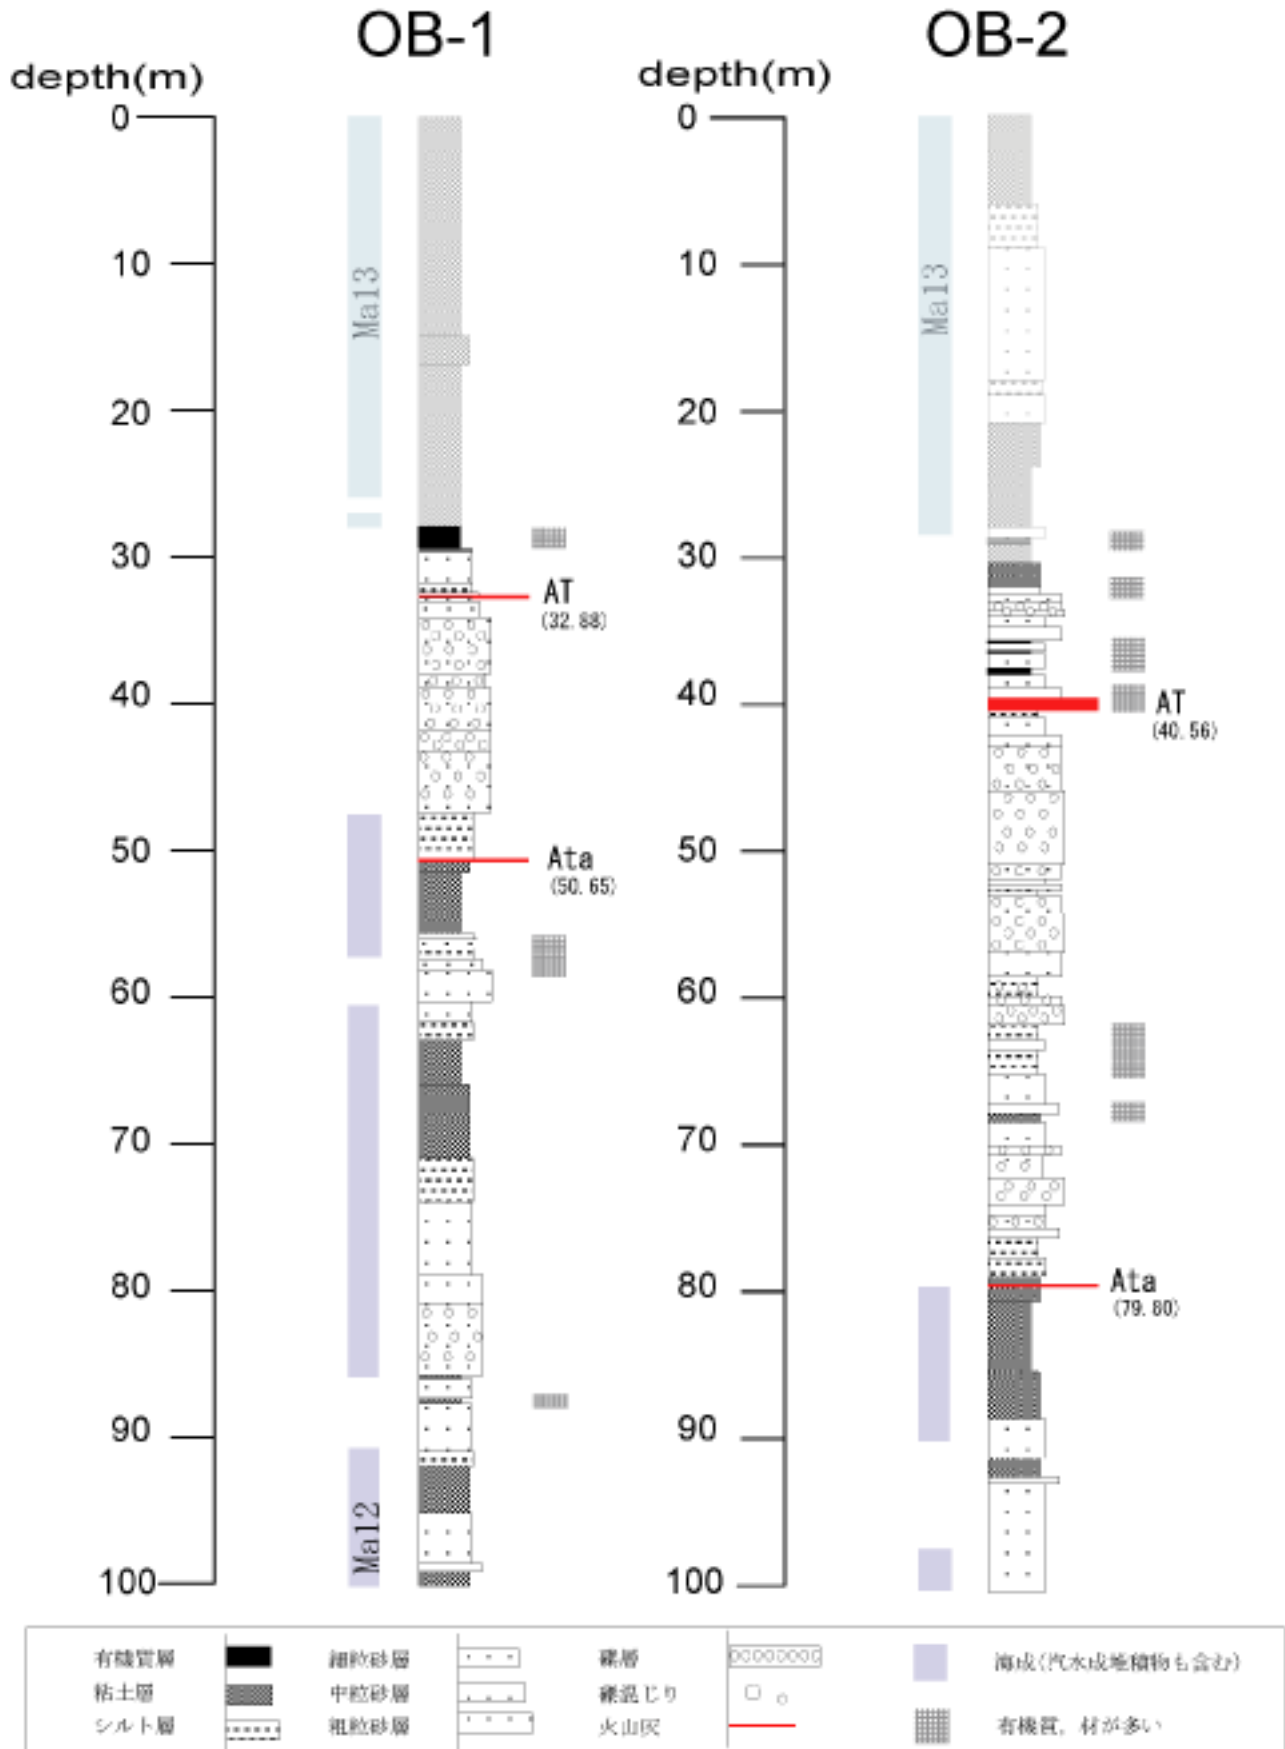 OB-1
OB-2
depth(m)
depth(m)
0
10
20
30
40
50
60
70
80
90
100
Ma13
Ma12
AT
(32.88)
Ata
(50.65)
0
10
20
30
40
50
60
70
80
90
100
Ma13
AT
(40.56)
Ata
(79.80)
有機質層
細粒砂層
礫層
海成(汽水成堆積物も含む)
粘土層
中粒砂層
礫混じり
シルト層
粗粒砂層
火山灰
有機質，材が多い